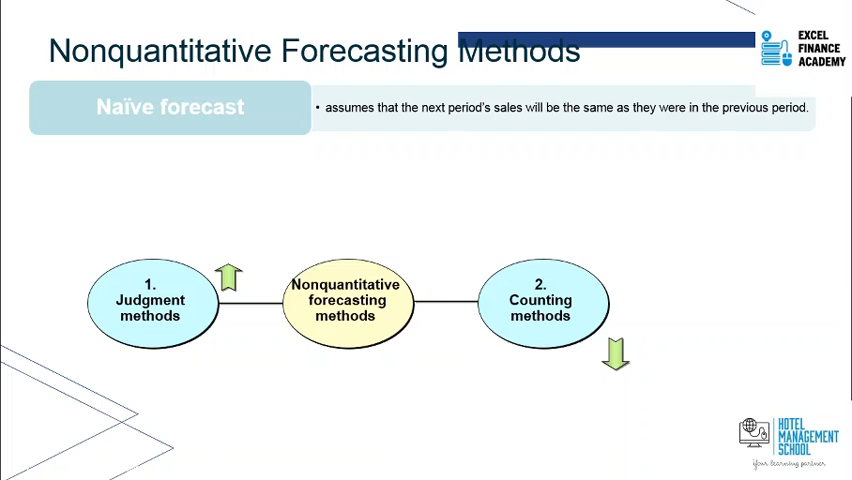 Nonquantitative Forecasting Methods
EXCEL
FINANCE
ACADEMY
Naïve forecast
• assumes that the next period's sales will be the same as they were in the previous period.
1.
Judgment
methods
Nonquantitative
forecasting
methods
2.
Counting
methods
HOTEL
MANAGEMENT
SCHOOL
your learning partner